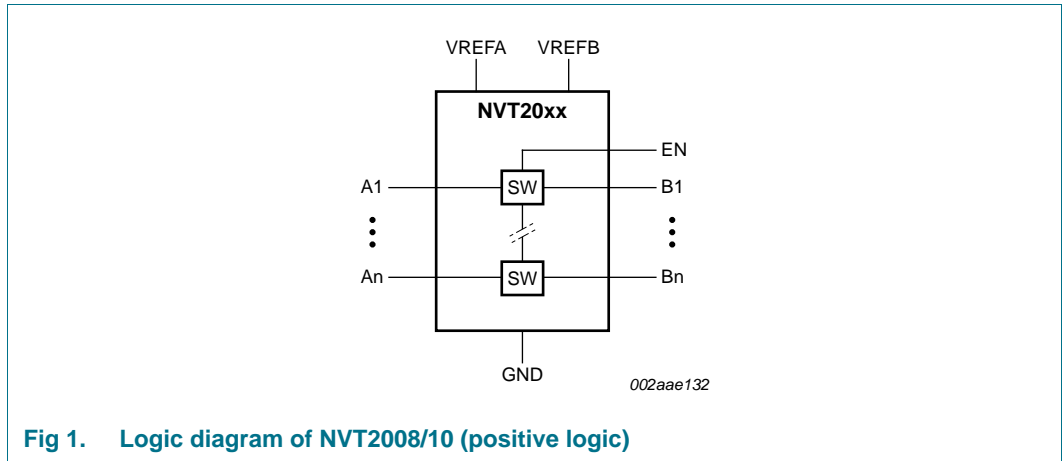 VREFA VREFB
NVT20xx
EN
A1 SW B1
An SW Bn
GND
002aae132
Fig 1. Logic diagram of NVT2008/10 (positive logic)